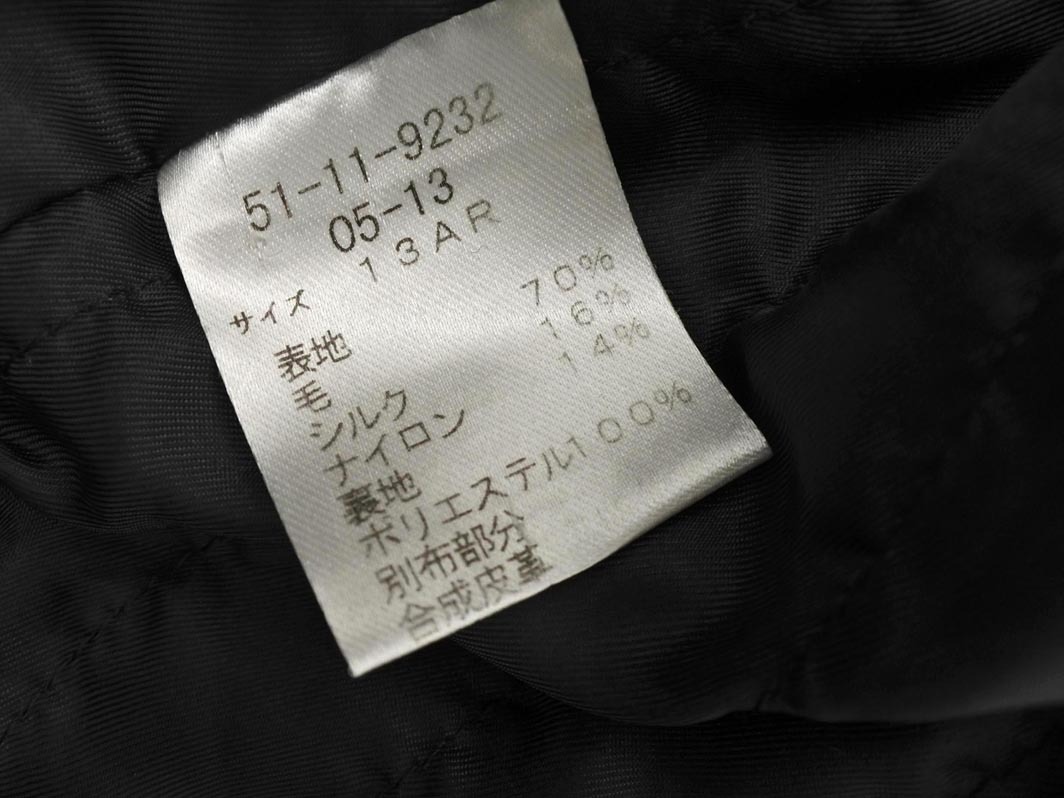 51-11-9232
05-13
サイズ 13AR
表地
毛 70%
シルク 16%
ナイロン 14%
裏地
ポリエステル100%
別布部分
合成皮革